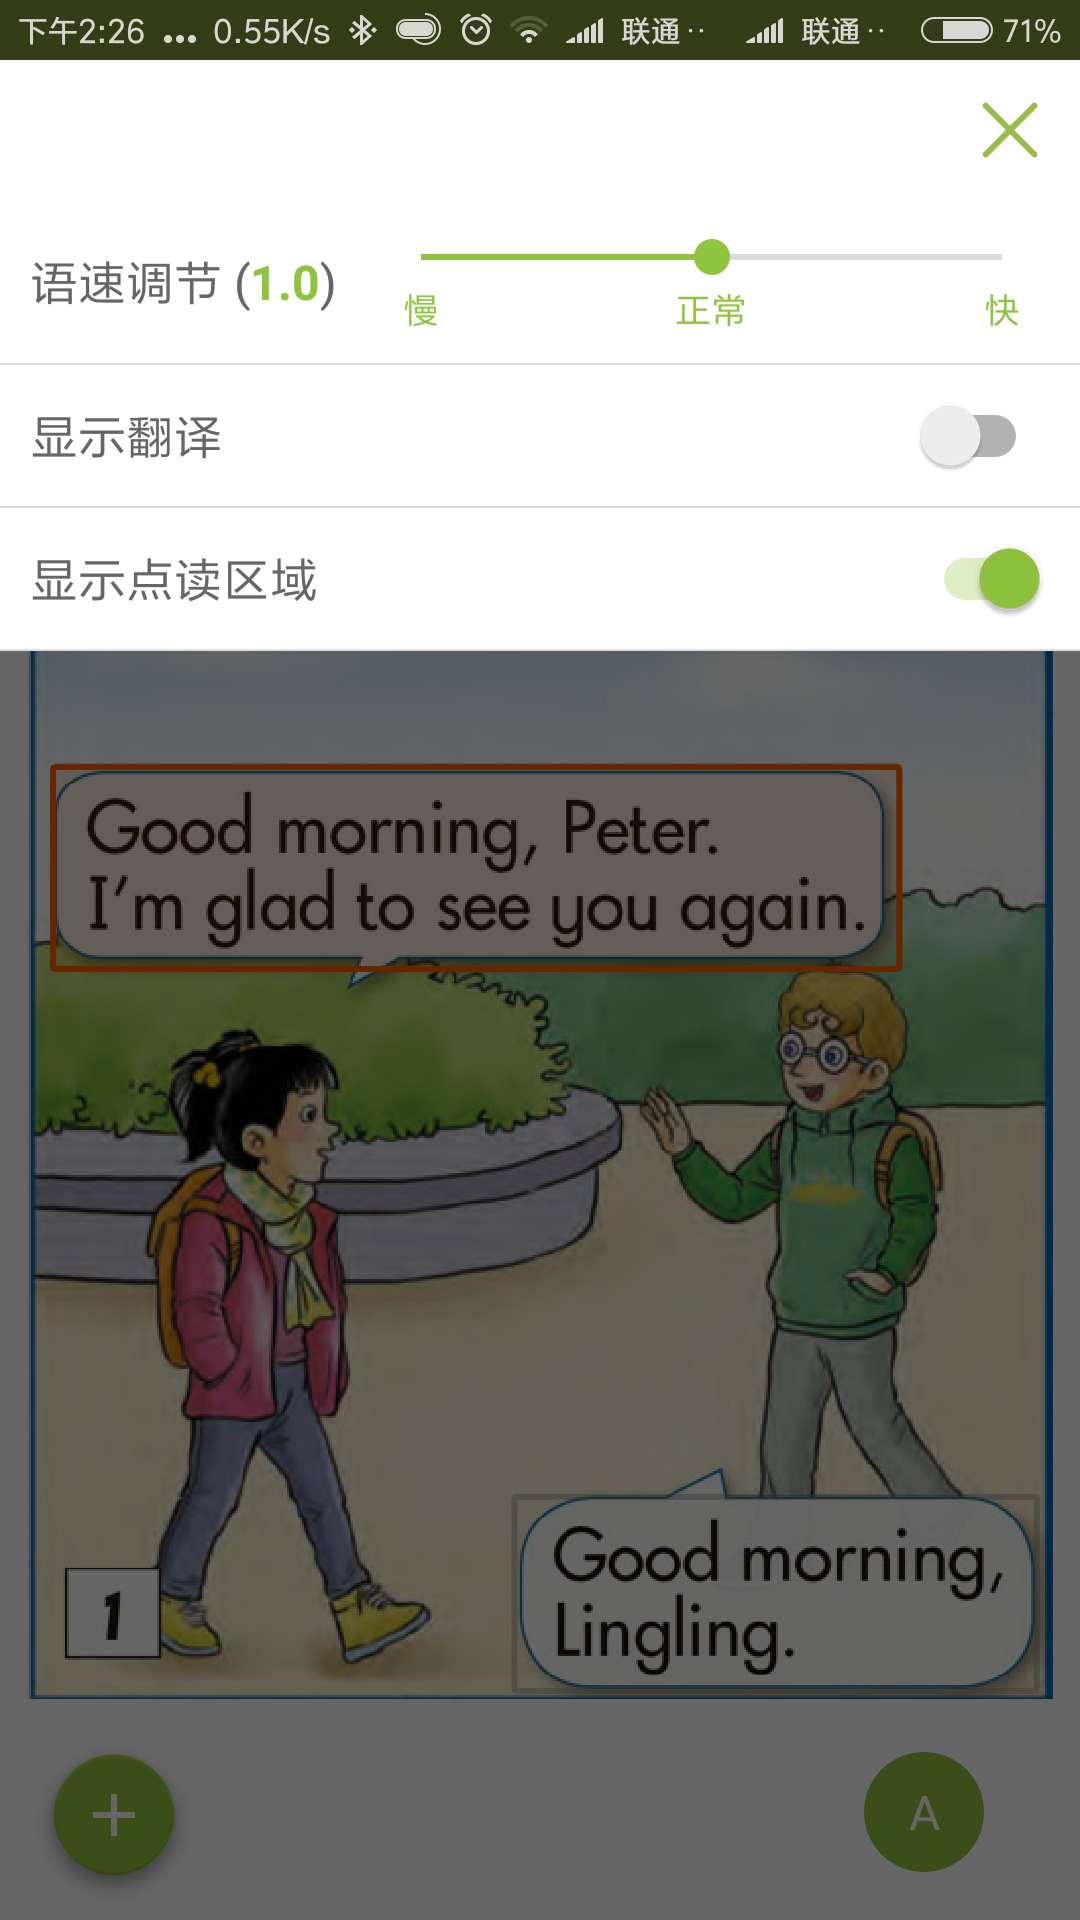 下午2:26 ... 0.55K/s 联通·· 联通·· 71%
语速调节 (1.0)
慢 正常 快
显示翻译
显示点读区域
Good morning, Peter.
I'm glad to see you again.
Good morning,
Lingling.
1
+ A